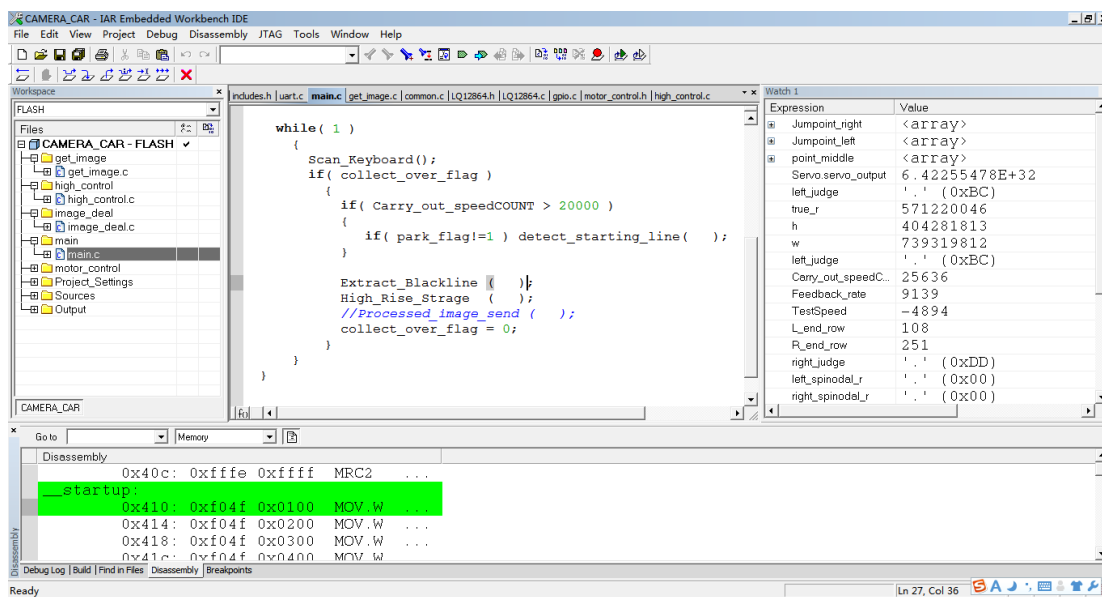 CAMERA_CAR - IAR Embedded Workbench IDE
File Edit View Project Debug Disassembly JTAG Tools Window Help
Workspace
FLASH
Files
CAMERA_CAR - FLASH
get_image
get_image.c
high_control
high_control.c
image_deal
image_deal.c
main
main.c
motor_control
Project_Settings
Sources
Output
CAMERA_CAR
includes.h | uart.c main.c get_image.c | common.c | LQ12864.h | LQ12864.c | gpio.c | motor_control.h | high_control.c
while( 1 )
{
Scan_Keyboard();
if( collect_over_flag )
{
if( Carry_out_speedCOUNT > 20000 )
{
if( park_flag!=1 ) detect_starting_line( );
}
Extract_Blackline ( );
High_Rise_Strage ( );
//Processed_image_send ( );
collect_over_flag = 0;
}
}
}
Watch 1
Expression Value
Jumpoint_right <array>
Jumpoint_left <array>
point_middle <array>
Servo.servo_output 6.42255478E+32
left_judge '.' (0xBC)
true_r 571220046
h 404281813
w 739319812
left_judge '.' (0xBC)
Carry_out_speedC... 25636
Feedback_rate 9139
TestSpeed -4894
L_end_row 108
R_end_row 251
right_judge '.' (0xDD)
left_spinodal_r '.' (0x00)
right_spinodal_r '.' (0x00)
Go to Memory
Disassembly
0x40c: 0xfffe 0xffff MRC2 ...
__startup:
0x410: 0xf04f 0x0100 MOV.W ...
0x414: 0xf04f 0x0200 MOV.W ...
0x418: 0xf04f 0x0300 MOV.W ...
0x41c: 0xf04f 0x0400 MOV.W
Disassembly
Debug Log | Build | Find in Files Disassembly Breakpoints
Ready
Ln 27, Col 36